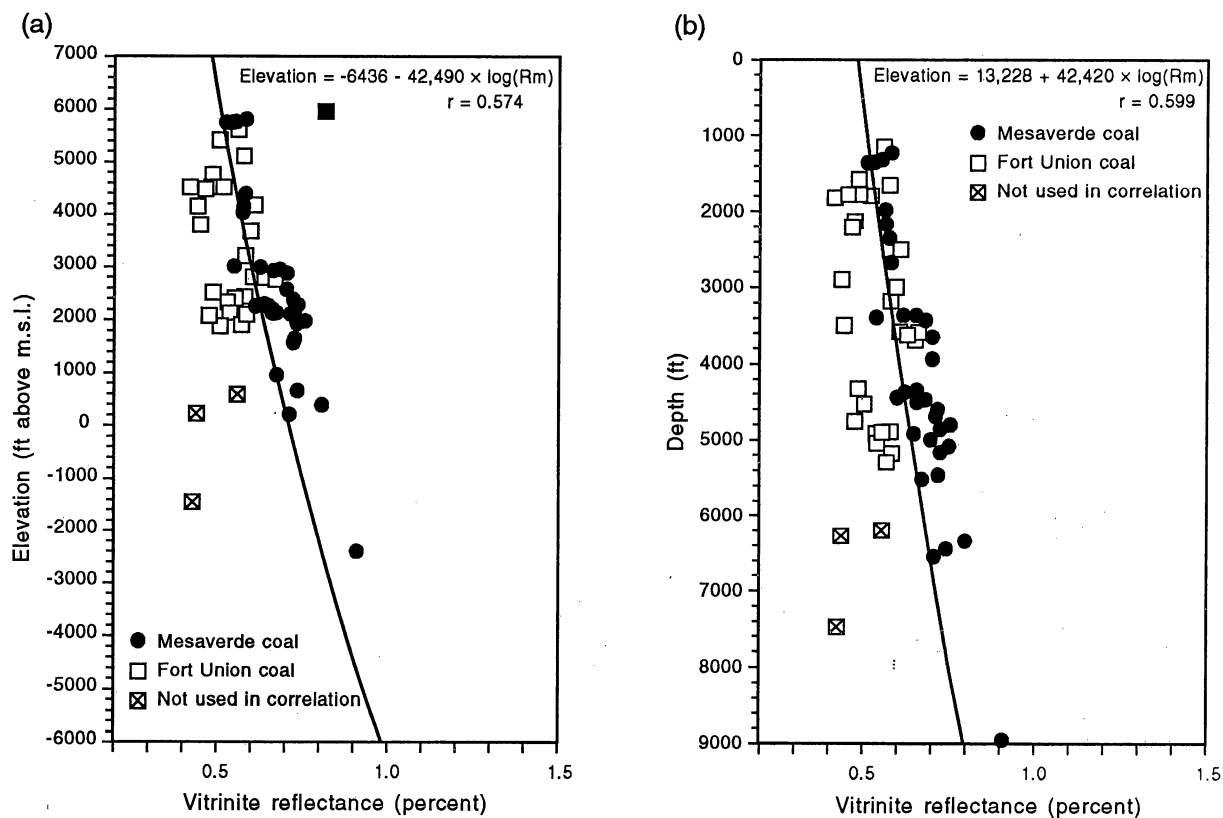 (a)
Elevation = -6436 - 42,490 × log(Rm)
r = 0.574
7000
6000
5000
4000
3000
2000
1000
0
-1000
-2000
-3000
-4000
-5000
-6000
Elevation (ft above m.s.l.)
Mesaverde coal
Fort Union coal
Not used in correlation
0.5
1.0
1.5
Vitrinite reflectance (percent)
(b)
Elevation = 13,228 + 42,420 × log(Rm)
r = 0.599
Mesaverde coal
Fort Union coal
Not used in correlation
0
1000
2000
3000
4000
5000
6000
7000
8000
9000
Depth (ft)
0.5
1.0
1.5
Vitrinite reflectance (percent)